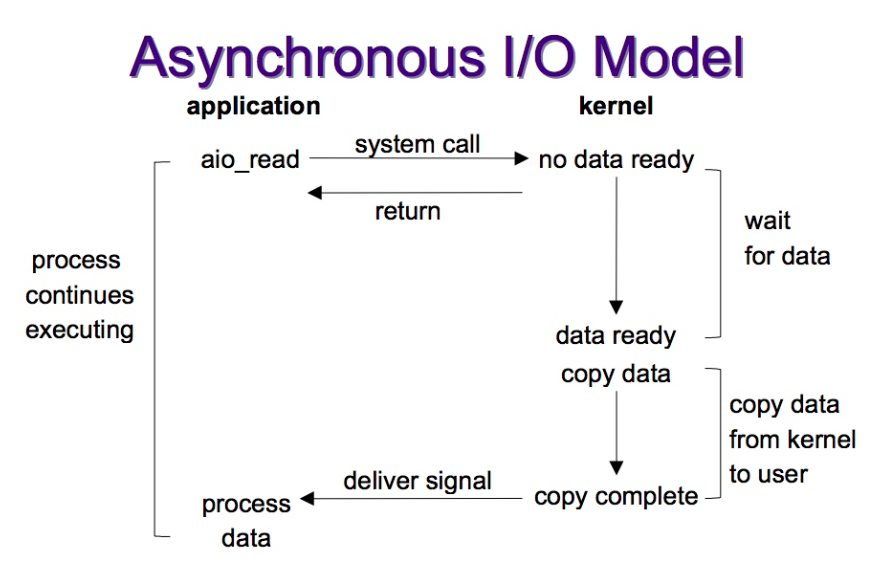 Asynchronous I/O Model
application
kernel
aio_read
system call
no data ready
return
wait
for data
process
continues
executing
data ready
copy data
copy data
from kernel
to user
deliver signal
copy complete
process
data